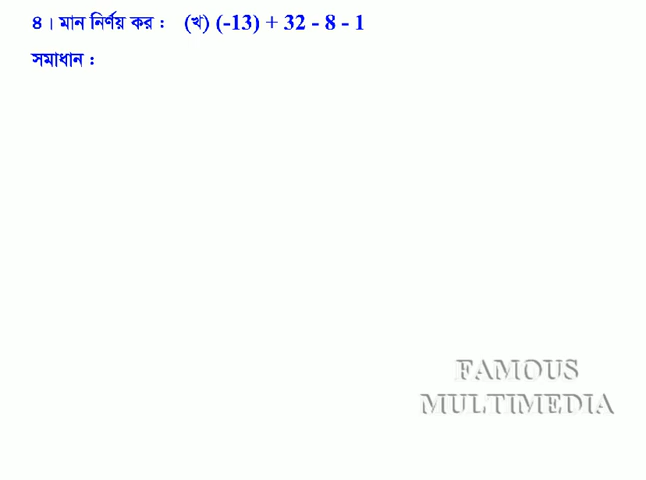 ৪। মান নির্ণয় কর : (খ) (-13) + 32 - 8 - 1
সমাধান :
FAMOUS
MULTIMEDIA